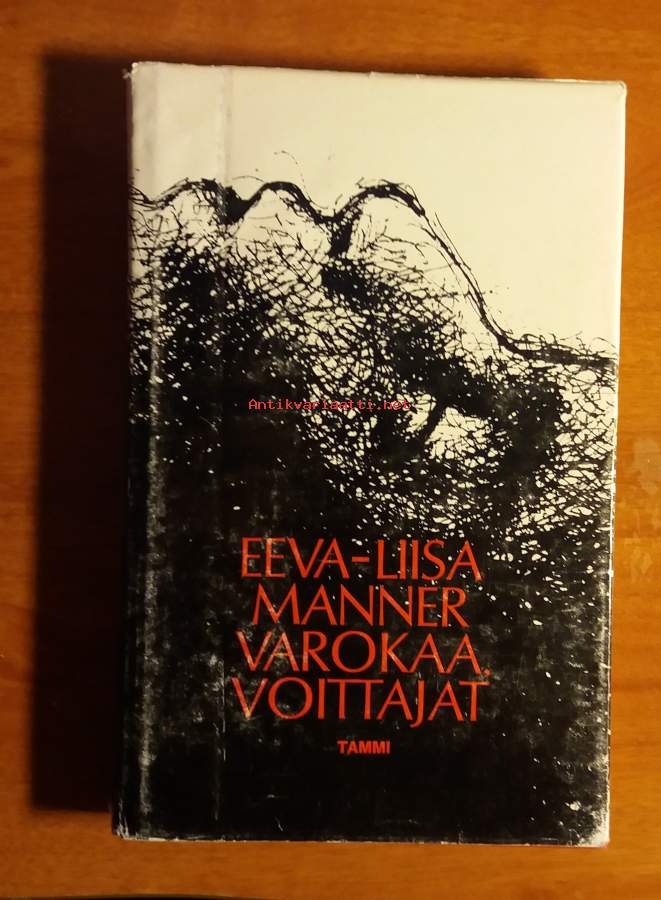 Antikvariaatti.net
EEVA-LIISA
MANNER
VAROKAA,
VOITTAJAT
TAMMI